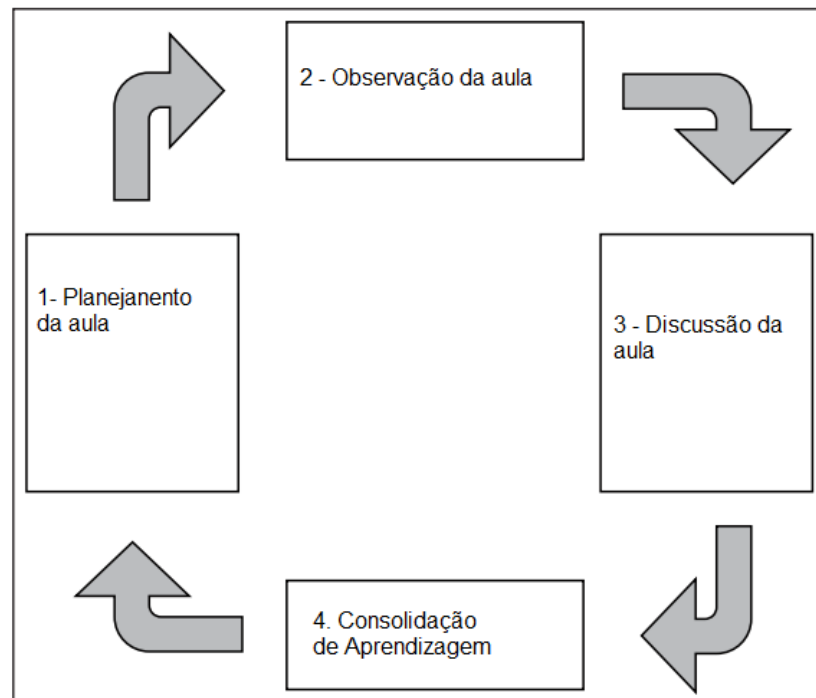 2 - Observação da aula
1- Planejanento
da aula
3 - Discussão da
aula
4. Consolidação
de Aprendizagem